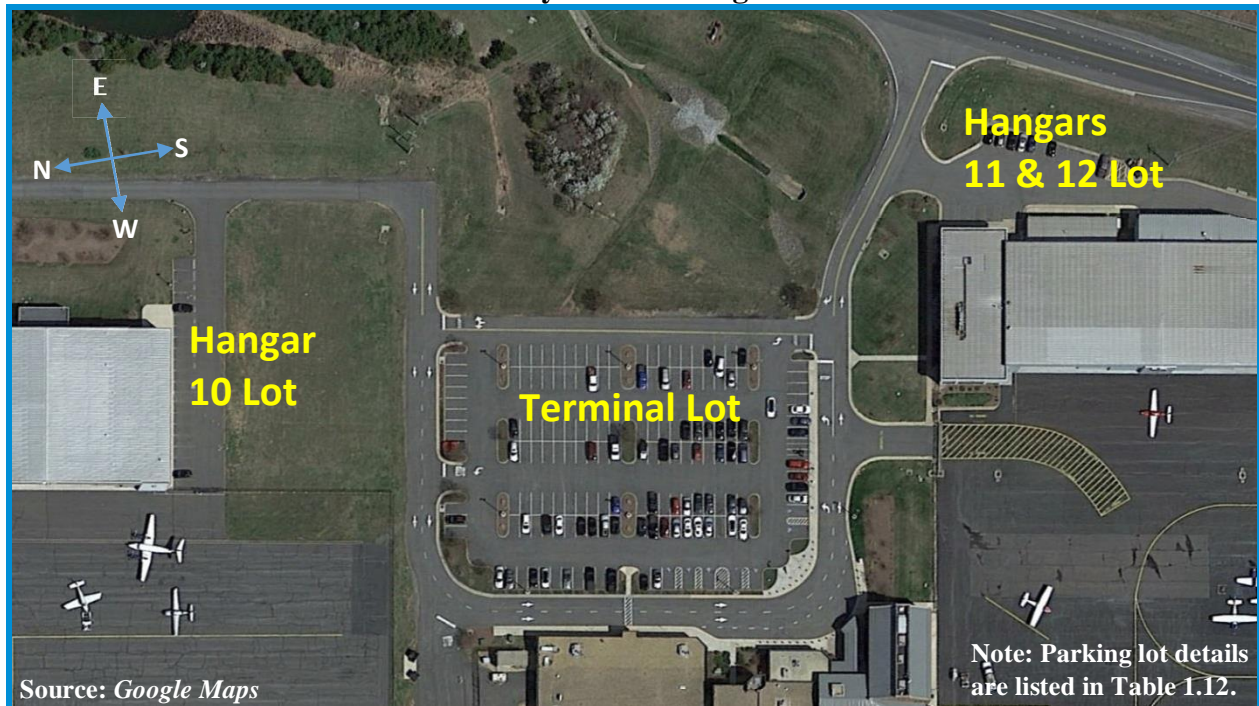 E
N
S
W
Hangars
11 & 12 Lot
Hangar
10 Lot
Terminal Lot
Source: Google Maps
Note: Parking lot details
are listed in Table 1.12.